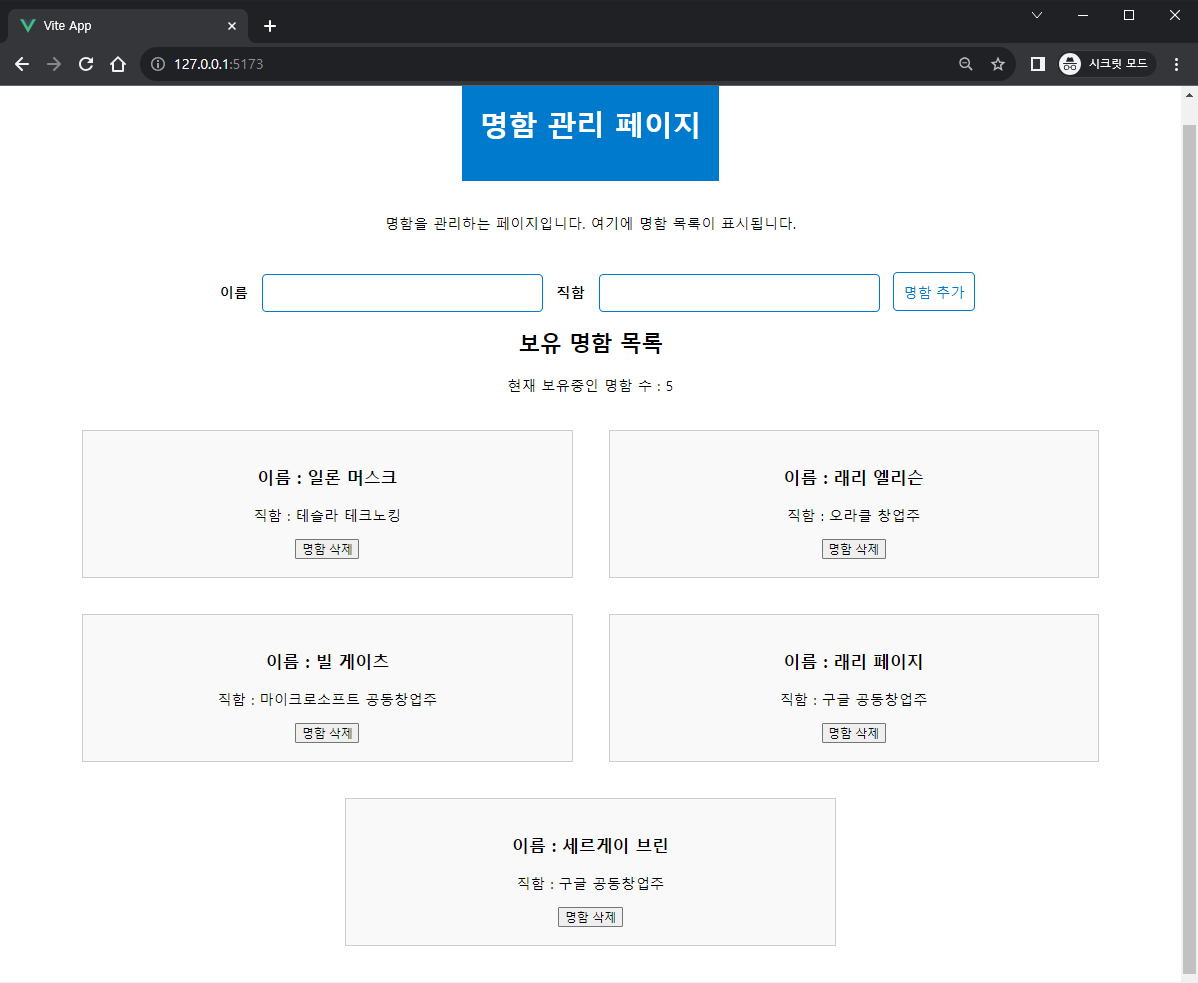 Vite App
127.0.0.1:5173
시크릿 모드
명함 관리 페이지
명함을 관리하는 페이지입니다. 여기에 명함 목록이 표시됩니다.
이름 직함 명함 추가
보유 명함 목록
현재 보유중인 명함 수 : 5
이름 : 일론 머스크
직함 : 테슬라 테크노킹
명함 삭제
이름 : 래리 엘리슨
직함 : 오라클 창업주
명함 삭제
이름 : 빌 게이츠
직함 : 마이크로소프트 공동창업주
명함 삭제
이름 : 래리 페이지
직함 : 구글 공동창업주
명함 삭제
이름 : 세르게이 브린
직함 : 구글 공동창업주
명함 삭제